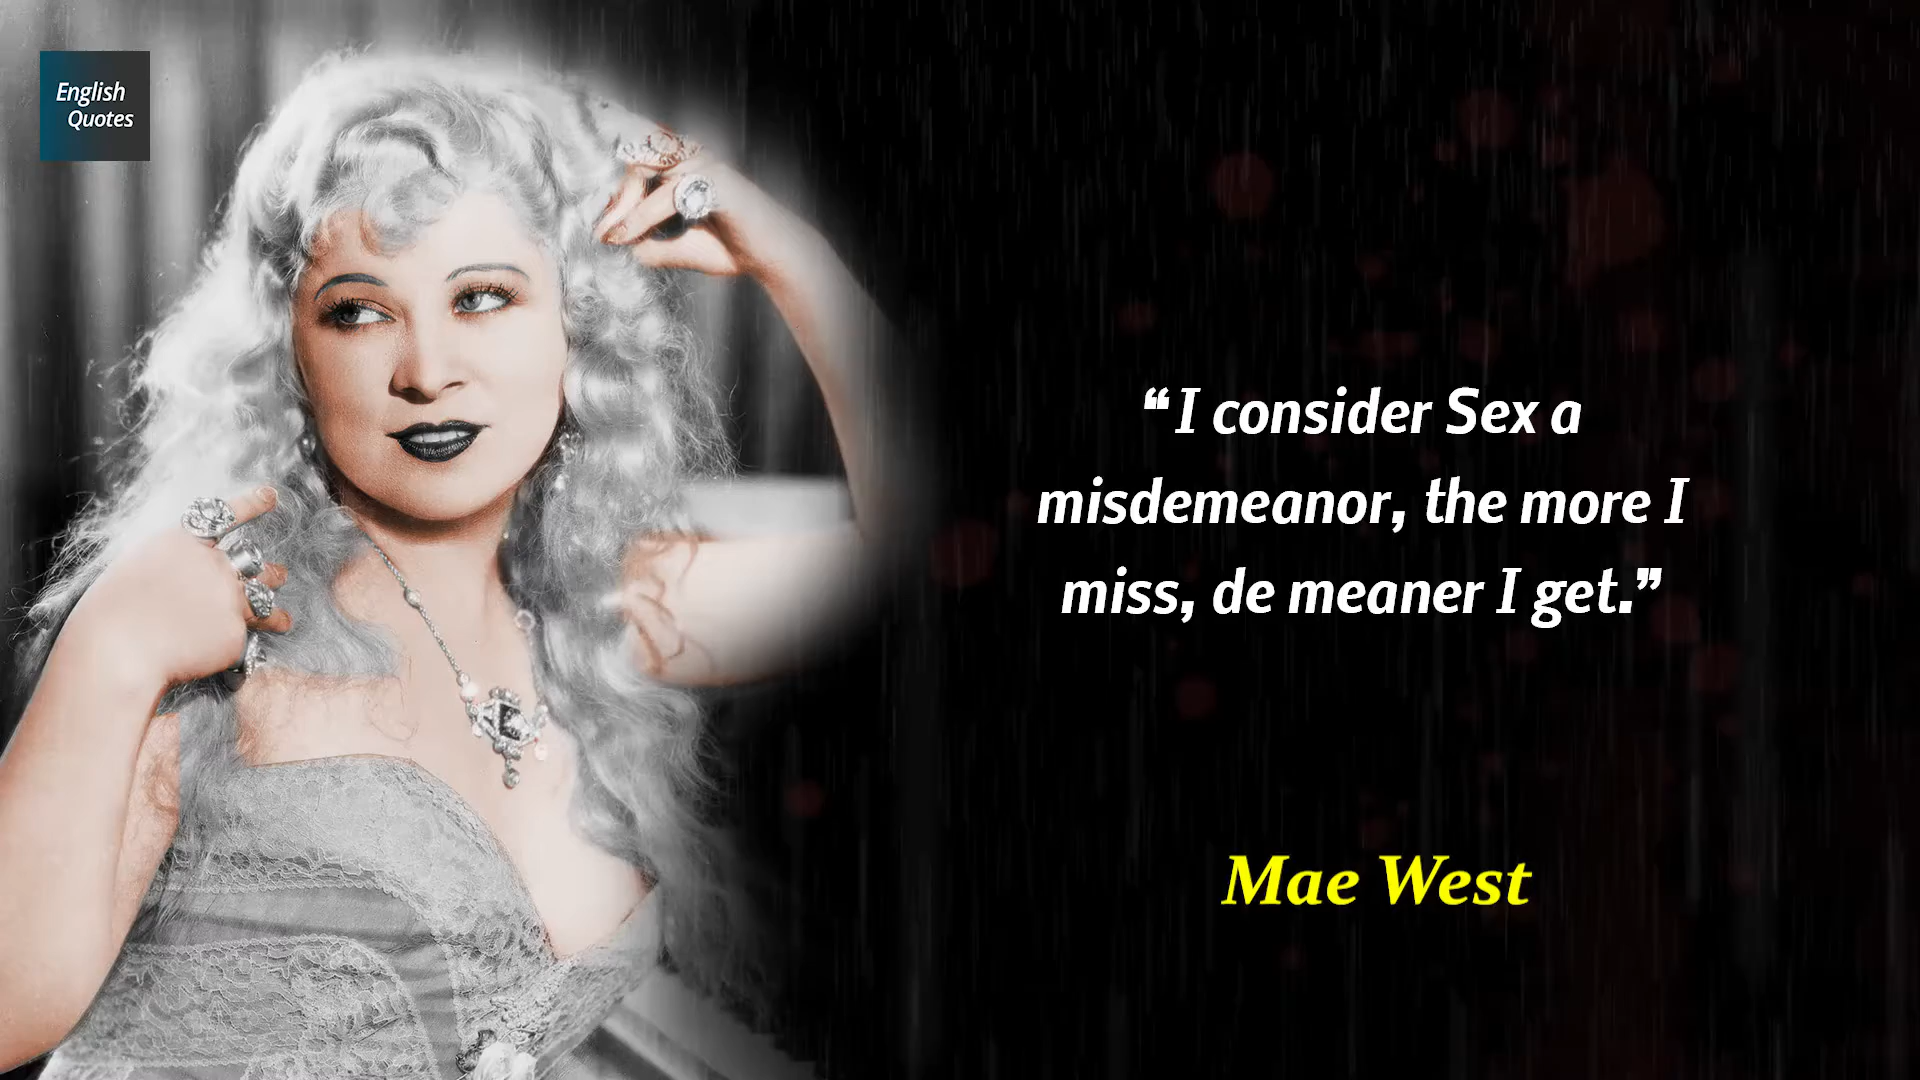 English
Quotes
❝I consider Sex a
misdemeanor, the more I
miss, de meaner I get.❞
Mae West